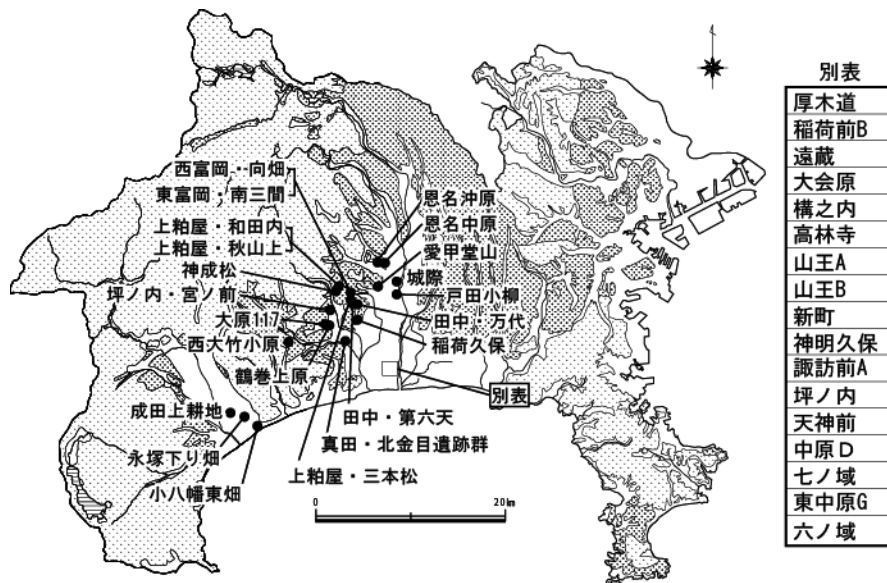 西富岡・向畑
東富岡・南三間
上粕屋・和田内
上粕屋・秋山上
神成松
坪ノ内・宮ノ前
大原117
西大竹小原
鶴巻上原
成田上耕地
永塚下り畑
小八幡東畑
恩名沖原
恩名中原
愛甲堂山
城際
戸田小柳
田中・万代
稲荷久保
別表
田中・第六天
真田・北金目遺跡群
上粕屋・三本松
0
20km
別表
厚木道
稲荷前B
遠蔵
大会原
構之内
高林寺
山王A
山王B
新町
神明久保
諏訪前A
坪ノ内
天神前
中原D
七ノ域
東中原G
六ノ域